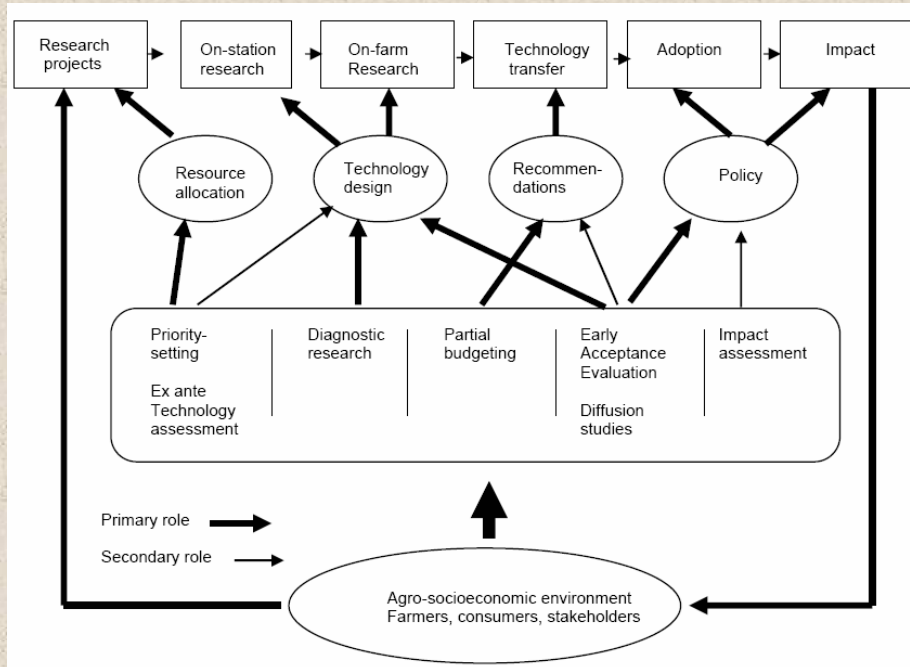 Research
projects
On-station
research
On-farm
Research
Technology
transfer
Adoption
Impact
Resource
allocation
Technology
design
Recommen-
dations
Policy
Priority-
setting
Ex ante
Technology
assessment
Diagnostic
research
Partial
budgeting
Early
Acceptance
Evaluation
Diffusion
studies
Impact
assessment
Primary role
Secondary role
Agro-socioeconomic environment
Farmers, consumers, stakeholders